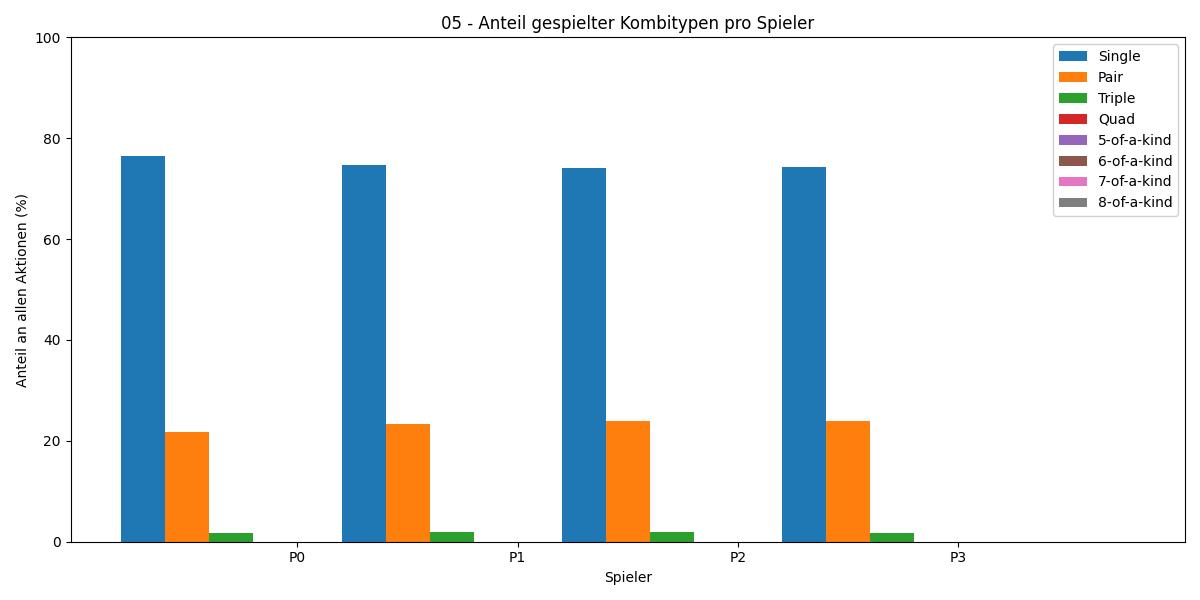 05 - Anteil gespielter Kombitypen pro Spieler
100
80
60
40
20
0
Anteil an allen Aktionen (%)
Single
Pair
Triple
Quad
5-of-a-kind
6-of-a-kind
7-of-a-kind
8-of-a-kind
P0 P1 P2 P3
Spieler